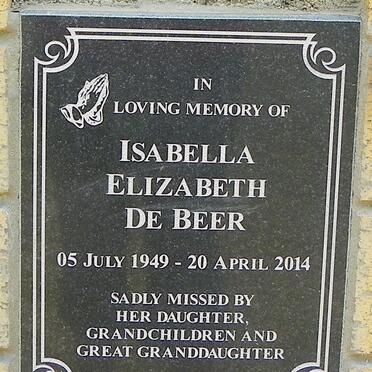 IN
LOVING MEMORY OF
ISABELLA
ELIZABETH
DE BEER
05 JULY 1949 - 20 APRIL 2014
SADLY MISSED BY
HER DAUGHTER,
GRANDCHILDREN AND
GREAT GRANDDAUGHTER